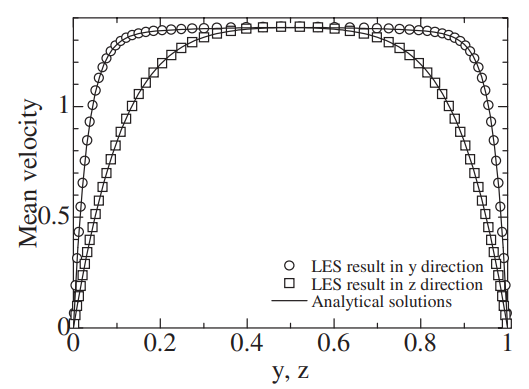 Mean velocity
1
0.5
0
LES result in y direction
LES result in z direction
Analytical solutions
0 0.2 0.4 0.6 0.8 1
y, z